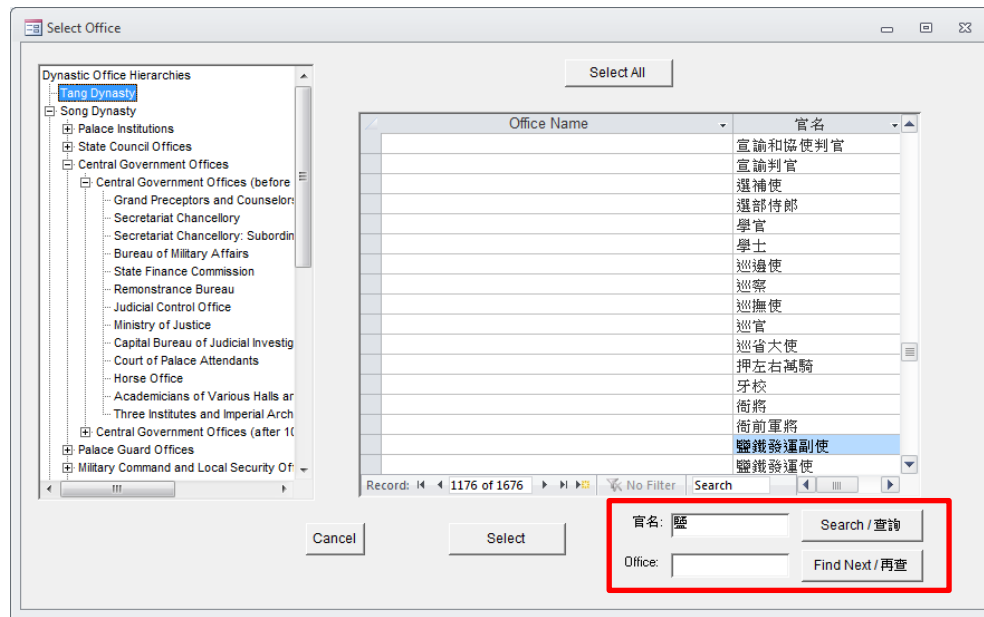 Select Office
Dynastic Office Hierarchies
Tang Dynasty
Song Dynasty
Palace Institutions
State Council Offices
Central Government Offices
Central Government Offices (before
Grand Preceptors and Counselors
Secretariat Chancellory
Secretariat Chancellory: Subordin
Bureau of Military Affairs
State Finance Commission
Remonstrance Bureau
Judicial Control Office
Ministry of Justice
Capital Bureau of Judicial Investig
Court of Palace Attendants
Horse Office
Academicians of Various Halls ar
Three Institutes and Imperial Arch
Central Government Offices (after 10
Palace Guard Offices
Military Command and Local Security Of
Select All
Office Name 官名
宣諭和協使判官
宣諭判官
選補使
選部侍郎
學官
學士
巡邊使
巡察
巡撫使
巡官
巡省大使
押左右萬騎
牙校
衙將
衙前軍將
鹽鐵發運副使
鹽鐵發運使
Record: 1176 of 1676 No Filter Search
Cancel
Select
官名: 鹽
Search / 查詢
Office:
Find Next / 再查